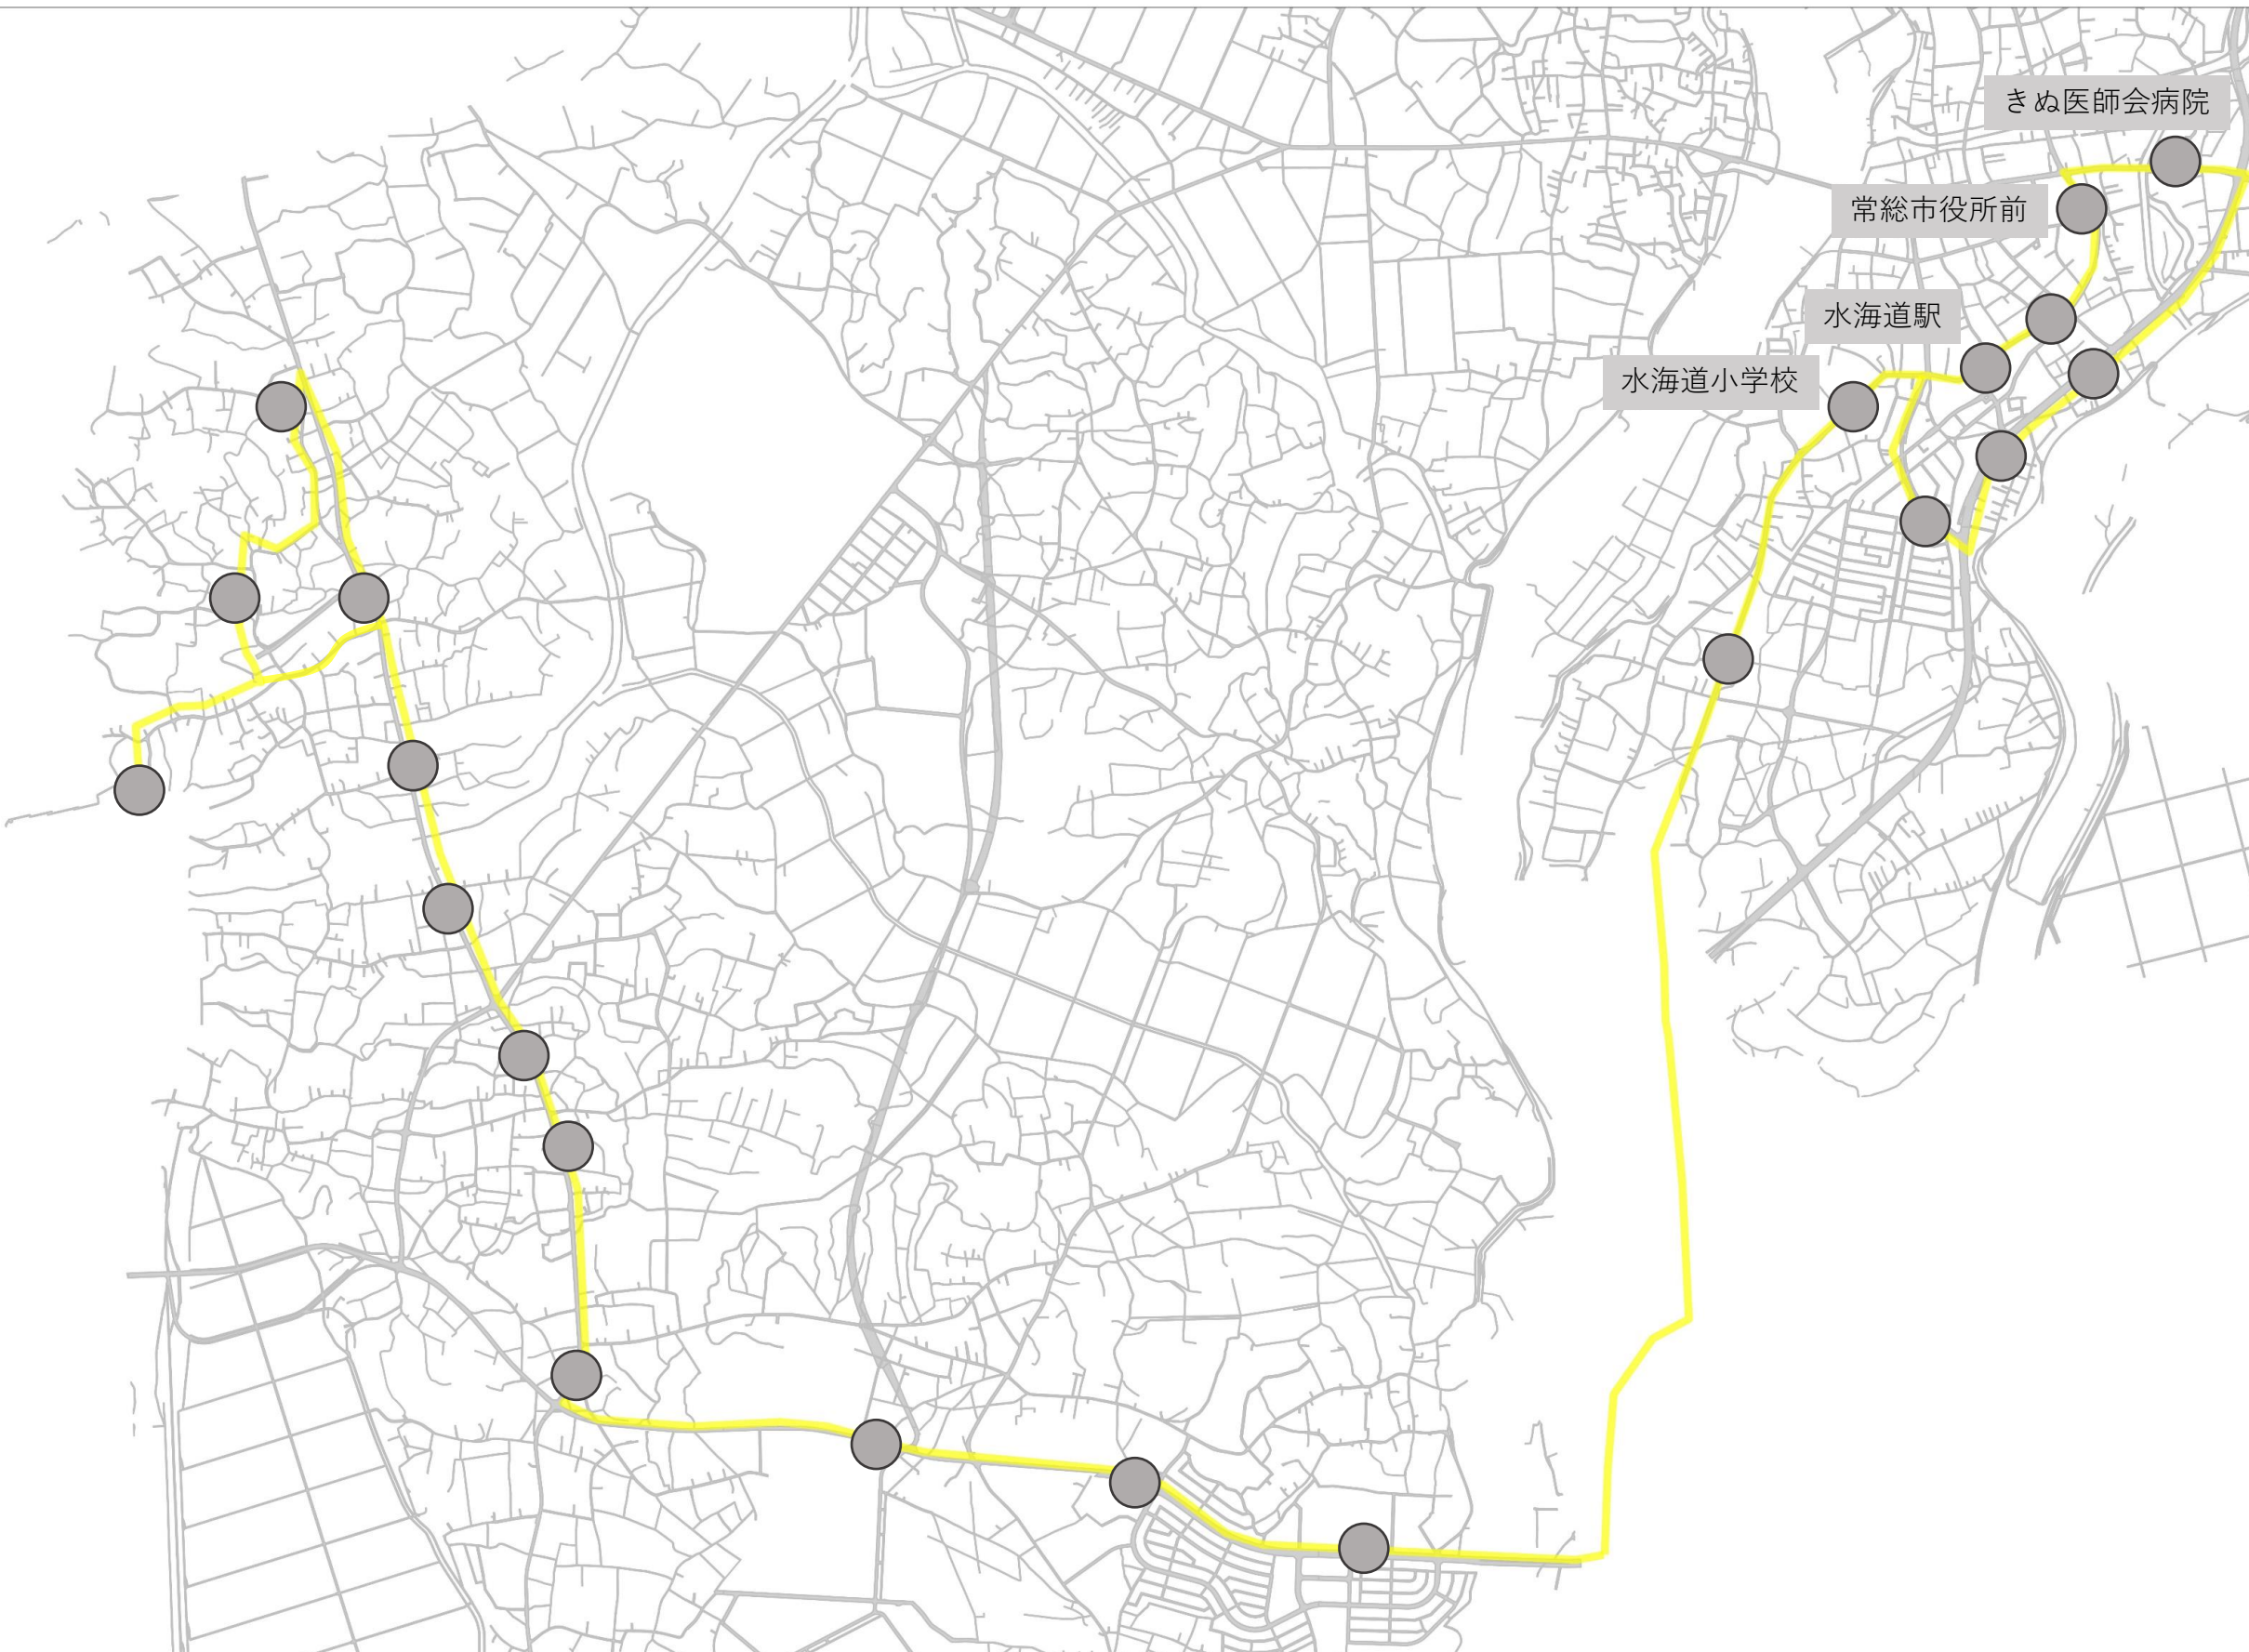 きぬ医師会病院
常総市役所前
水海道駅
水海道小学校